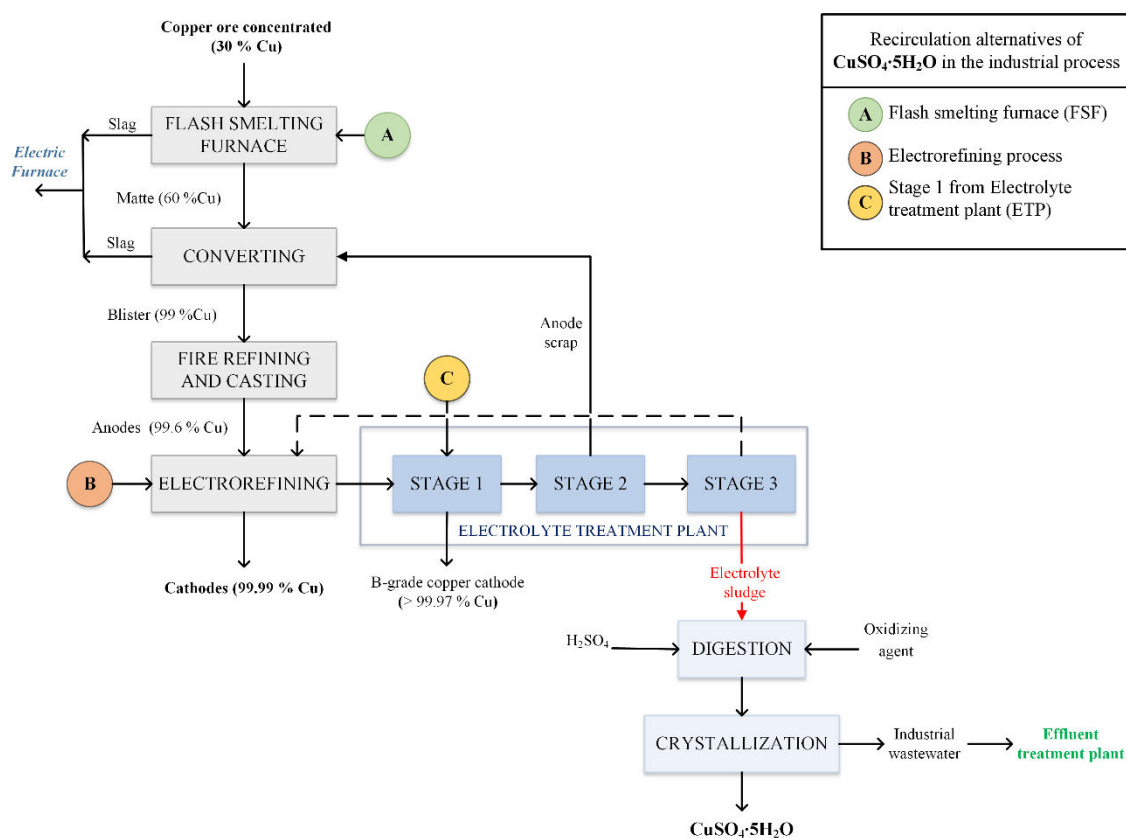 Copper ore concentrated
(30 % Cu)
Recirculation alternatives of
CuSO₄·5H₂O in the industrial process
A
Flash smelting furnace (FSF)
B
Electrorefining process
C
Stage 1 from Electrolyte
treatment plant (ETP)
Slag
FLASH SMELTING
FURNACE
A
Electric
Furnace
Matte (60 %Cu)
Slag
CONVERTING
Blister (99 %Cu)
Anode
scrap
FIRE REFINING
AND CASTING
C
Anodes (99.6 % Cu)
B
ELECTROREFINING
STAGE 1
STAGE 2
STAGE 3
ELECTROLYTE TREATMENT PLANT
Cathodes (99.99 % Cu)
B-grade copper cathode
(> 99.97 % Cu)
Electrolyte
sludge
H₂SO₄
DIGESTION
Oxidizing
agent
CRYSTALLIZATION
Industrial
wastewater
Effluent
treatment plant
CuSO₄·5H₂O